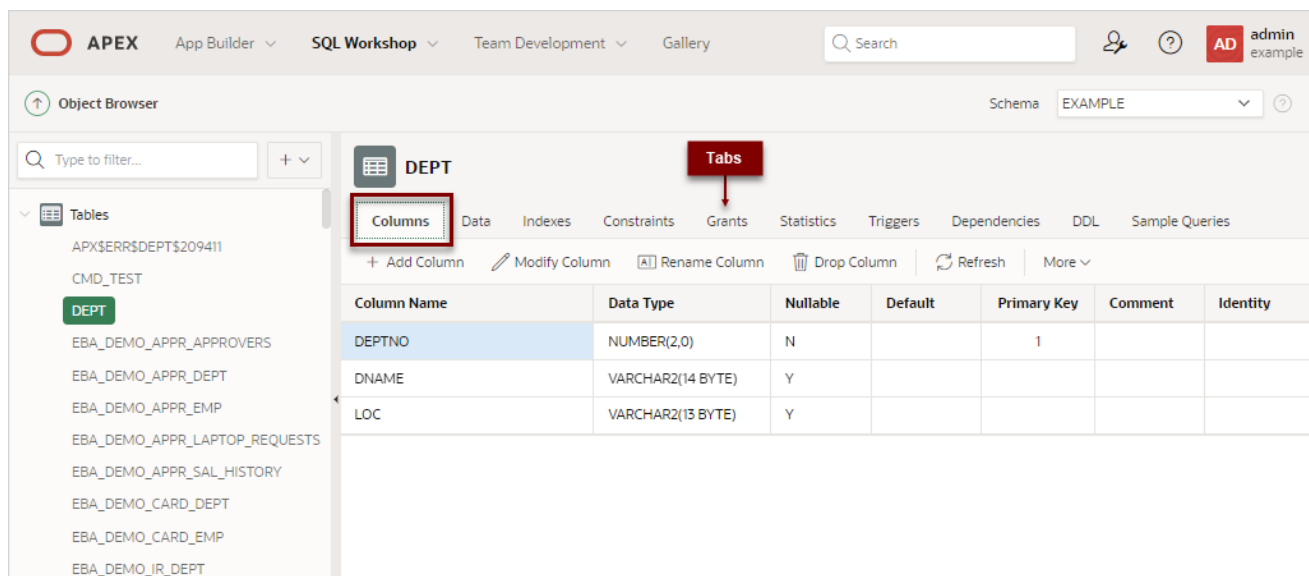 APEX App Builder SQL Workshop Team Development Gallery Search AD admin
example
Object Browser Schema EXAMPLE
Type to filter...
DEPT
Tabs
Tables
Columns Data Indexes Constraints Grants Statistics Triggers Dependencies DDL Sample Queries
APX$ERR$DEPT$209411
+ Add Column Modify Column Rename Column Drop Column Refresh More
CMD_TEST
Column Name Data Type Nullable Default Primary Key Comment Identity
DEPT
EBA_DEMO_APPR_APPROVERS
DEPTNO NUMBER(2,0) N 1
EBA_DEMO_APPR_DEPT
DNAME VARCHAR2(14 BYTE) Y
EBA_DEMO_APPR_EMP
LOC VARCHAR2(13 BYTE) Y
EBA_DEMO_APPR_LAPTOP_REQUESTS
EBA_DEMO_APPR_SAL_HISTORY
EBA_DEMO_CARD_DEPT
EBA_DEMO_CARD_EMP
EBA_DEMO_IR_DEPT